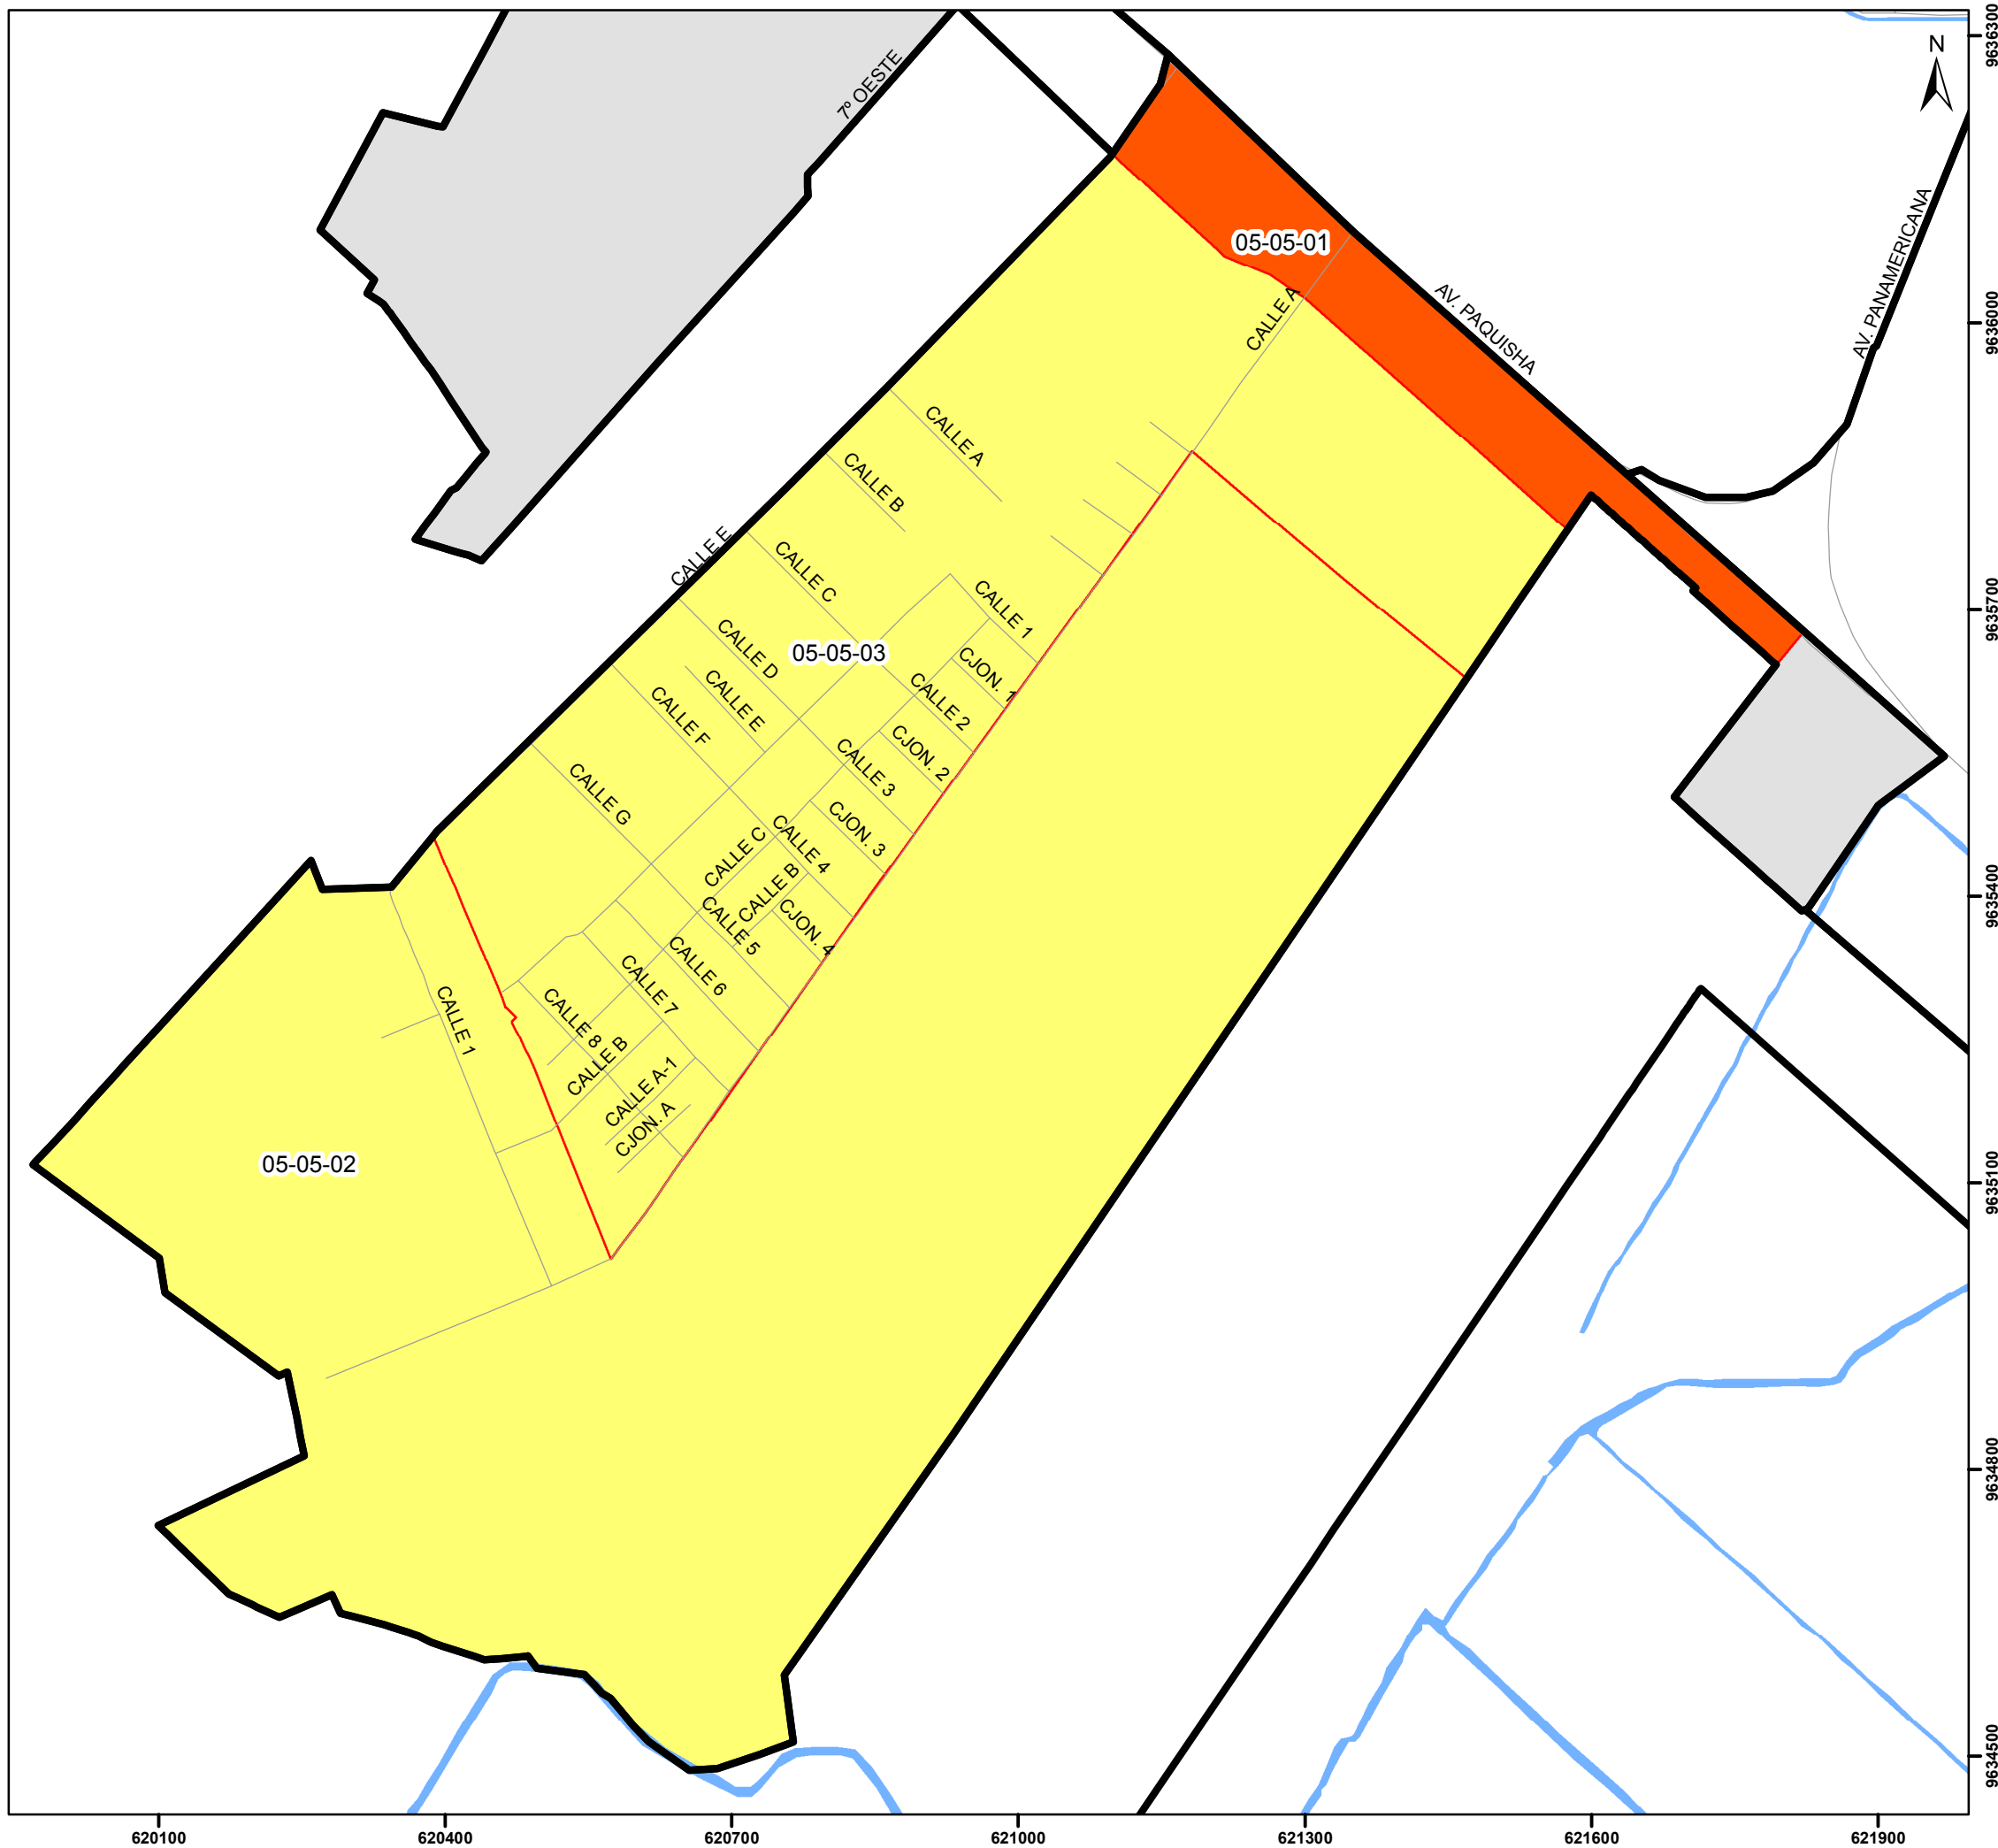 9636300
N
7º OESTE
AV. PANAMERICANA
05-05-01
CALLE A
AV. PAQUISHA
9636000
CALLE A
CALLE B
CALLE E
CALLE C
CALLE 1
9635700
CALLE D
05-05-03
CJON. 1
CALLE E
CALLE 2
CALLE F
CJON. 2
CALLE 3
CALLE G
CALLE C
CALLE 4
CJON. 3
CALLE B
9635400
CALLE 5
CJON. 4
CALLE 6
CALLE 7
CALLE 1
CALLE 8
CALLE B
CALLE A-1
CJON. A
05-05-02
9635100
9634800
9634500
620100
620400
620700
621000
621300
621600
621900